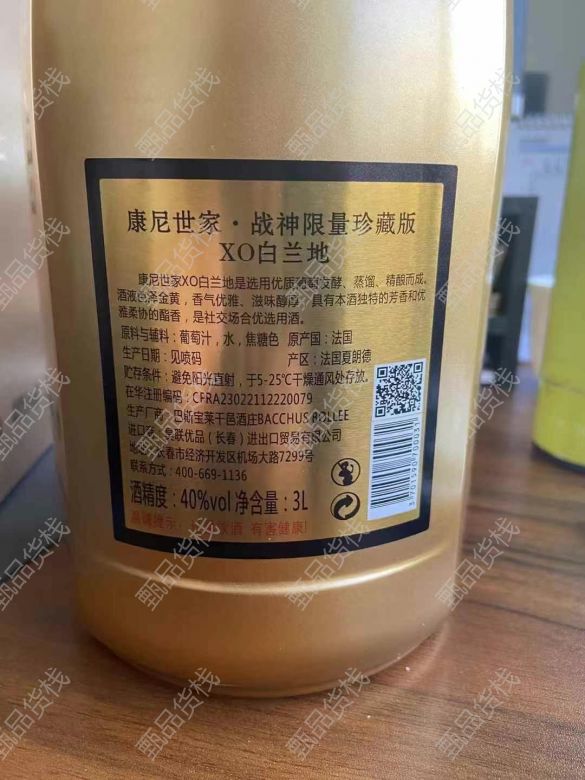 康尼世家·战神限量珍藏版
XO白兰地
康尼世家XO白兰地是选用优质葡萄发酵、蒸馏、精酿而成。
酒液色泽金黄，香气优雅、滋味醇厚，具有本酒独特的芳香和优
雅柔协的酯香，是社交场合优选用酒。
原料与辅料：葡萄汁，水，焦糖色 原产国：法国
生产日期：见喷码 产区：法国夏朗德
贮存条件：避免阳光直射，于5-25℃干燥通风处存放。
在华注册编码：CFRA23022112220079
生产厂商：巴斯宝莱干邑酒庄BACCHUS BOLLEE
进口商：联优品（长春）进出口贸易有限公司
地址：长春市经济开发区机场大路7299号
联系方式：400-669-1136
酒精度：40%vol 净含量：3L
温馨提示：饮酒 有害健康！
甄品货栈